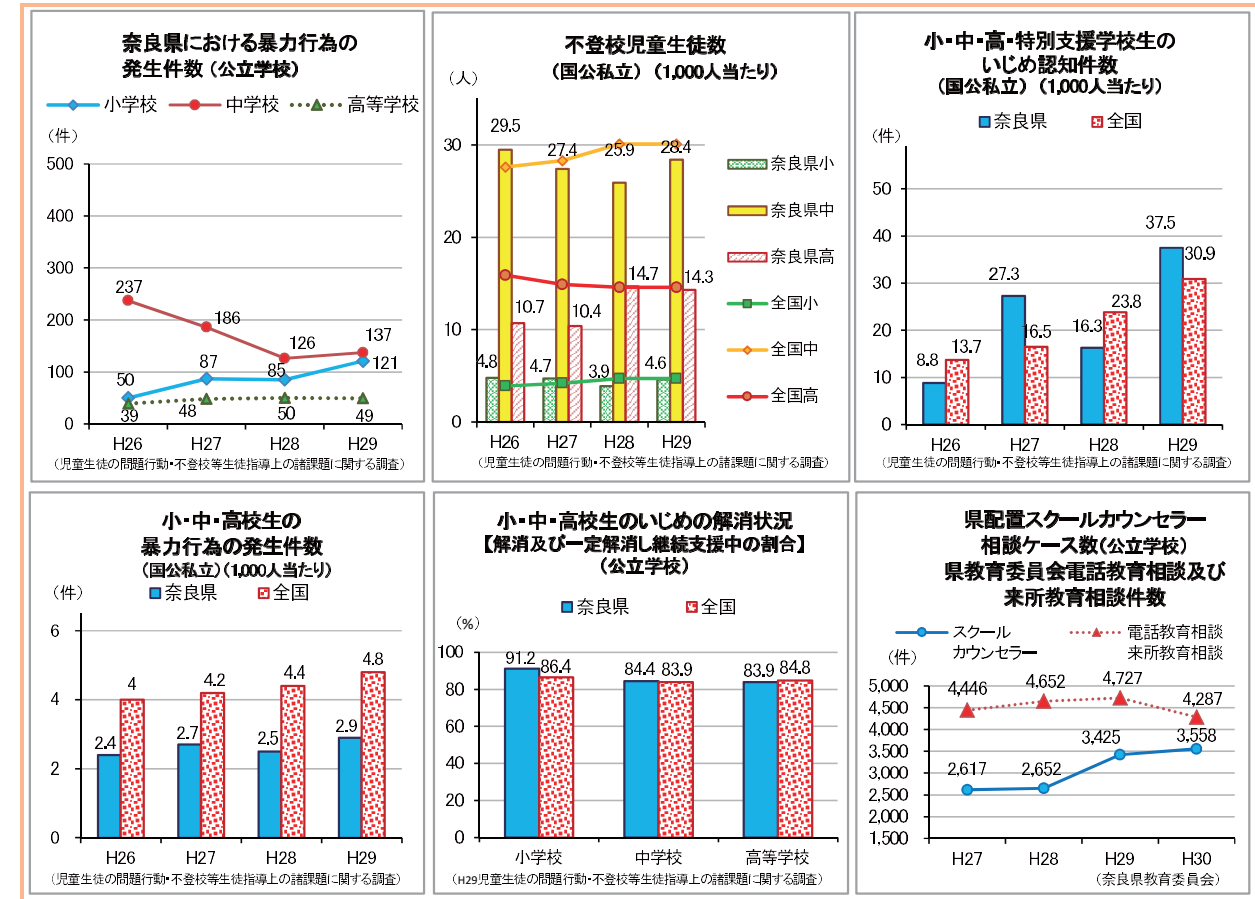 奈良県における暴力行為の
発生件数 (公立学校)
小学校 中学校 高等学校
(件)
500
400
300
200
100
0
237
186
126
137
50
87
85
121
39
48
50
49
H26 H27 H28 H29
(児童生徒の問題行動・不登校等生徒指導上の諸課題に関する調査)
不登校児童生徒数
(国公私立) (1,000人当たり)
(人)
30
20
10
0
29.5
27.4
25.9
28.4
10.7
10.4
14.7
14.3
4.8
4.7
3.9
4.6
奈良県小
奈良県中
奈良県高
全国小
全国中
全国高
H26 H27 H28 H29
(児童生徒の問題行動・不登校等生徒指導上の諸課題に関する調査)
小・中・高・特別支援学校生の
いじめ認知件数
(国公私立) (1,000人当たり)
奈良県 全国
(件)
50
40
30
20
10
0
8.8
13.7
27.3
16.5
16.3
23.8
37.5
30.9
H26 H27 H28 H29
(児童生徒の問題行動・不登校等生徒指導上の諸課題に関する調査)
小・中・高校生の
暴力行為の発生件数
(国公私立)(1,000人当たり)
奈良県 全国
(件)
6
4
2
0
2.4
4
2.7
4.2
2.5
4.4
2.9
4.8
H26 H27 H28 H29
(児童生徒の問題行動・不登校等生徒指導上の諸課題に関する調査)
小・中・高校生のいじめの解消状況
【解消及び一定解消し継続支援中の割合】
(公立学校)
奈良県 全国
(%)
100
80
60
40
20
0
91.2
86.4
84.4
83.9
83.9
84.8
小学校 中学校 高等学校
(H29児童生徒の問題行動・不登校等生徒指導上の諸課題に関する調査)
県配置スクールカウンセラー
相談ケース数(公立学校)
県教育委員会電話教育相談及び
来所教育相談件数
スクール
カウンセラー
電話教育相談
来所教育相談
(件)
5,000
4,500
4,000
3,500
3,000
2,500
2,000
1,500
4,446
4,652
4,727
4,287
2,617
2,652
3,425
3,558
H27 H28 H29 H30
(奈良県教育委員会)